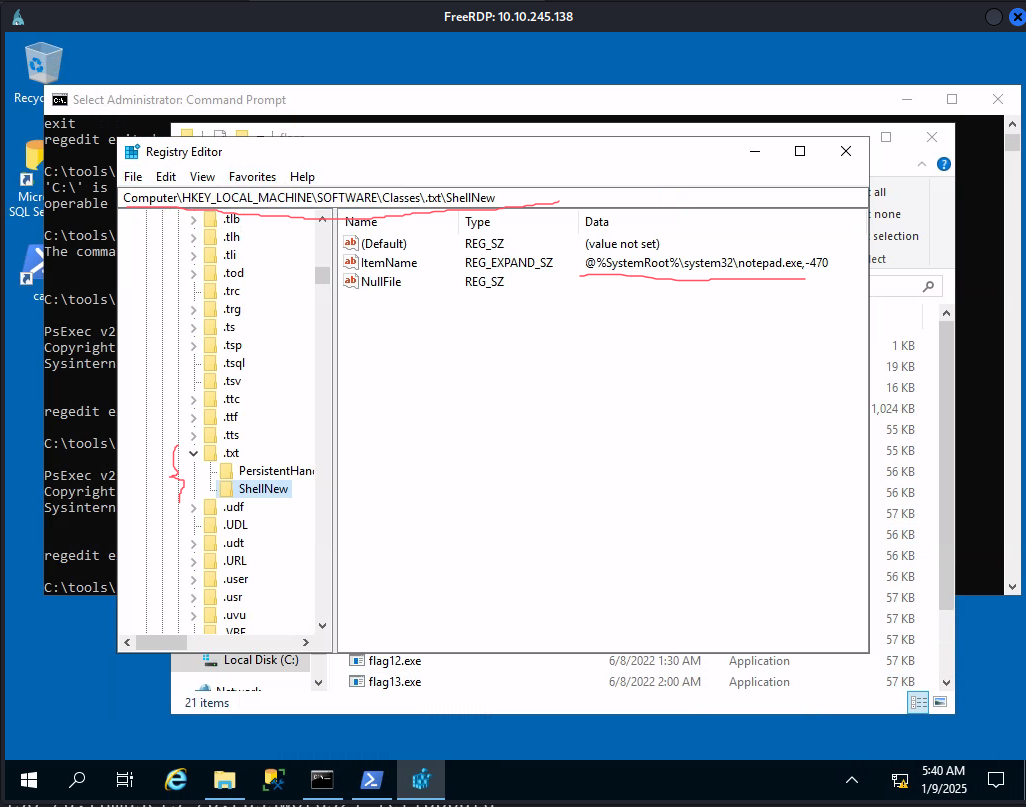 FreeRDP: 10.10.245.138
Select Administrator: Command Prompt
exit
regedit
C:\tools\
'C:\' is
operable
C:\tools\
The comma
C:\tools\
PsExec v2
Copyright
Sysintern
regedit e
C:\tools\
PsExec v2
Copyright
Sysintern
regedit e
C:\tools\
Registry Editor
File Edit View Favorites Help
Computer\HKEY_LOCAL_MACHINE\SOFTWARE\Classes\.txt\ShellNew
.tlb
.tlh
.tli
.tod
.trc
.trg
.ts
.tsp
.tsql
.tsv
.ttc
.ttf
.tts
.txt
PersistentHan
ShellNew
.udf
.UDL
.udt
.URL
.user
.usr
.uvu
Name Type Data
(Default) REG_SZ (value not set)
ItemName REG_EXPAND_SZ @%SystemRoot%\system32\notepad.exe,-470
NullFile REG_SZ
all
none
selection
1 KB
19 KB
16 KB
1,024 KB
55 KB
55 KB
56 KB
56 KB
57 KB
56 KB
56 KB
56 KB
57 KB
57 KB
57 KB
Local Disk (C:)
flag12.exe 6/8/2022 1:30 AM Application 56 KB
flag13.exe 6/8/2022 2:00 AM Application 57 KB
Network
21 items
Recyc
Micr
SQL Se
ca
5:40 AM
1/9/2025